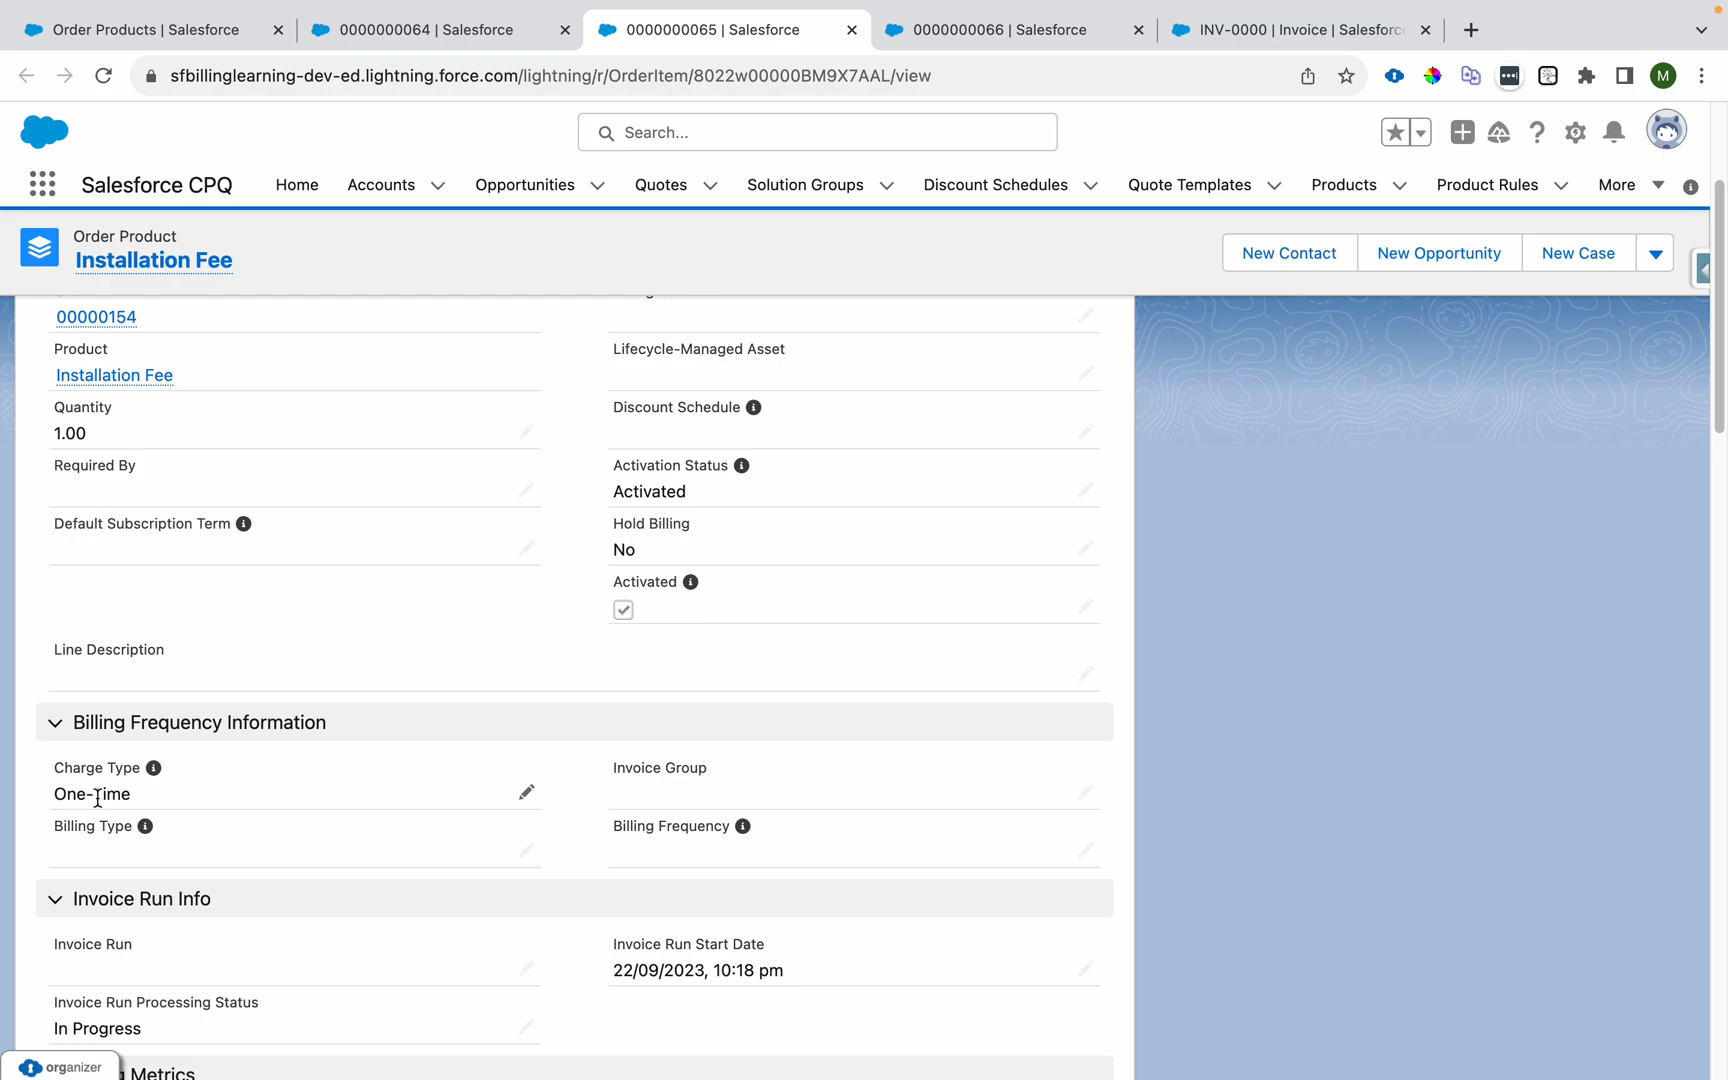 Order Products | Salesforce
0000000064 | Salesforce
0000000065 | Salesforce
0000000066 | Salesforce
INV-0000 | Invoice | Salesforc
sfbillinglearning-dev-ed.lightning.force.com/lightning/r/OrderItem/8022w00000BM9X7AAL/view
M
Search...
Salesforce CPQ
Home
Accounts
Opportunities
Quotes
Solution Groups
Discount Schedules
Quote Templates
Products
Product Rules
More
Order Product
Installation Fee
New Contact
New Opportunity
New Case
00000154
Product
Installation Fee
Lifecycle-Managed Asset
Quantity
1.00
Discount Schedule
Required By
Activation Status
Activated
Default Subscription Term
Hold Billing
No
Activated
Line Description
Billing Frequency Information
Charge Type
One-Time
Invoice Group
Billing Type
Billing Frequency
Invoice Run Info
Invoice Run
Invoice Run Start Date
22/09/2023, 10:18 pm
Invoice Run Processing Status
In Progress
organizer
Metrics